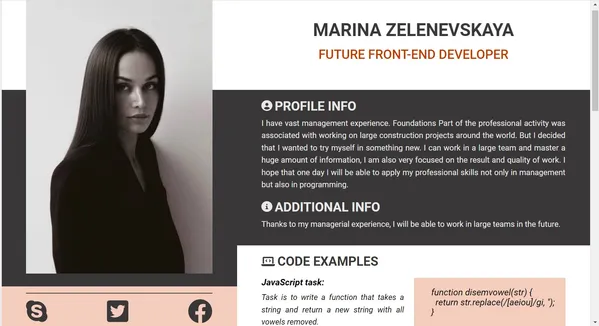 MARINA ZELENEVSKAYA
FUTURE FRONT-END DEVELOPER
PROFILE INFO
I have vast management experience. Foundations Part of the professional activity was
associated with working on large construction projects around the world. But I decided
that I wanted to try myself in something new. I can work in a large team and master a
huge amount of information, I am also very focused on the result and quality of work. I
hope that one day I will be able to apply my professional skills not only in management
but also in programming.
ADDITIONAL INFO
Thanks to my managerial experience, I will be able to work in large teams in the future.
CODE EXAMPLES
JavaScript task:
Task is to write a function that takes a
string and return a new string with all
vowels removed.
function disemvowel(str) {
return str.replace(/[aeiou]/gi, '');
}